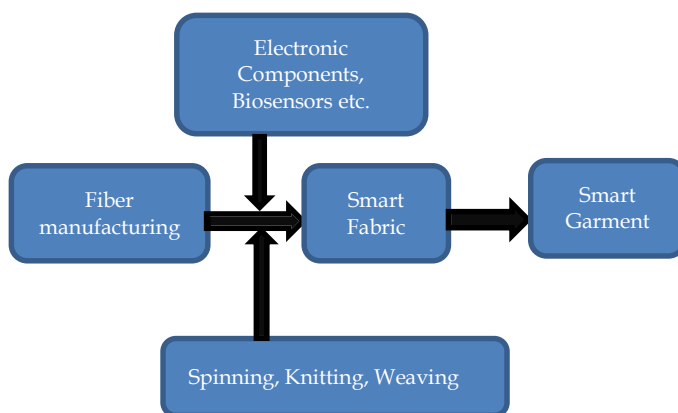 Electronic
Components,
Biosensors etc.
Fiber
manufacturing
Smart
Fabric
Smart
Garment
Spinning, Knitting, Weaving